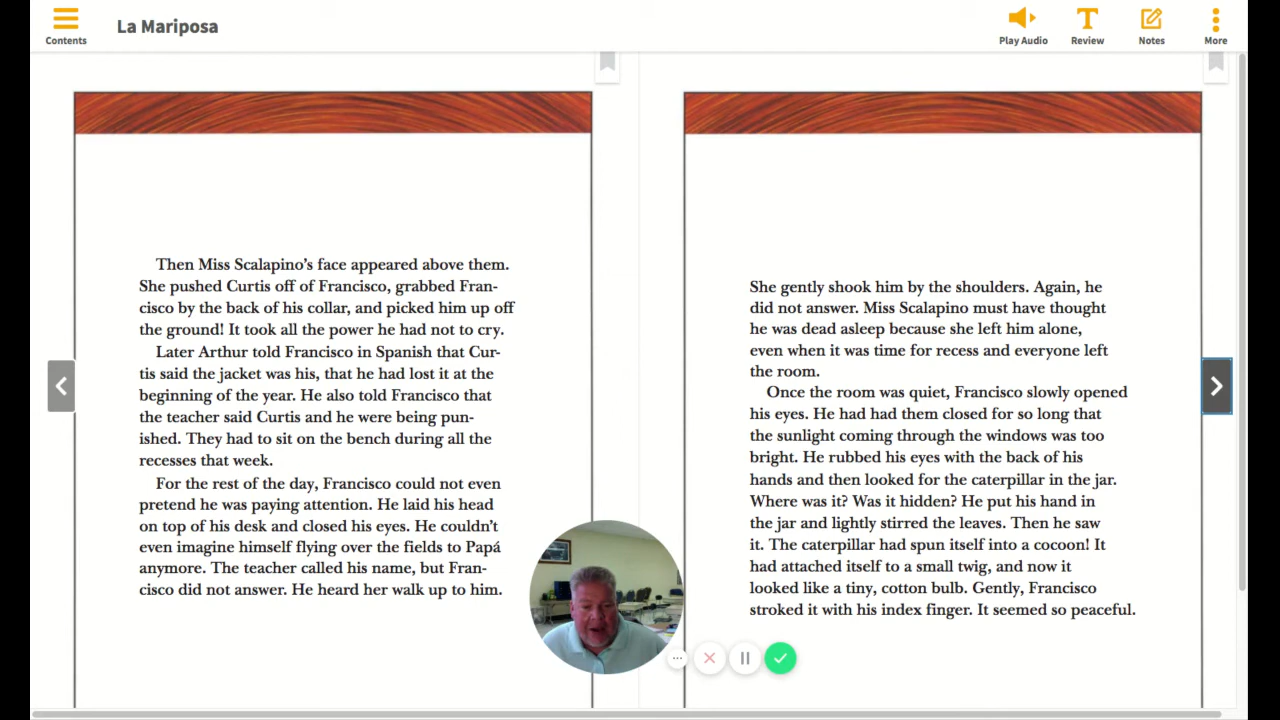 La Mariposa
Contents
Play Audio
Review
Notes
More
Then Miss Scalapino's face appeared above them.
She pushed Curtis off of Francisco, grabbed Fran-
cisco by the back of his collar, and picked him up off
the ground! It took all the power he had not to cry.
Later Arthur told Francisco in Spanish that Cur-
tis said the jacket was his, that he had lost it at the
beginning of the year. He also told Francisco that
the teacher said Curtis and he were being pun-
ished. They had to sit on the bench during all the
recesses that week.
For the rest of the day, Francisco could not even
pretend he was paying attention. He laid his head
on top of his desk and closed his eyes. He couldn't
even imagine himself flying over the fields to Papá
anymore. The teacher called his name, but Fran-
cisco did not answer. He heard her walk up to him.
She gently shook him by the shoulders. Again, he
did not answer. Miss Scalapino must have thought
he was dead asleep because she left him alone,
even when it was time for recess and everyone left
the room.
Once the room was quiet, Francisco slowly opened
his eyes. He had had them closed for so long that
the sunlight coming through the windows was too
bright. He rubbed his eyes with the back of his
hands and then looked for the caterpillar in the jar.
Where was it? Was it hidden? He put his hand in
the jar and lightly stirred the leaves. Then he saw
it. The caterpillar had spun itself into a cocoon! It
had attached itself to a small twig, and now it
looked like a tiny, cotton bulb. Gently, Francisco
stroked it with his index finger. It seemed so peaceful.